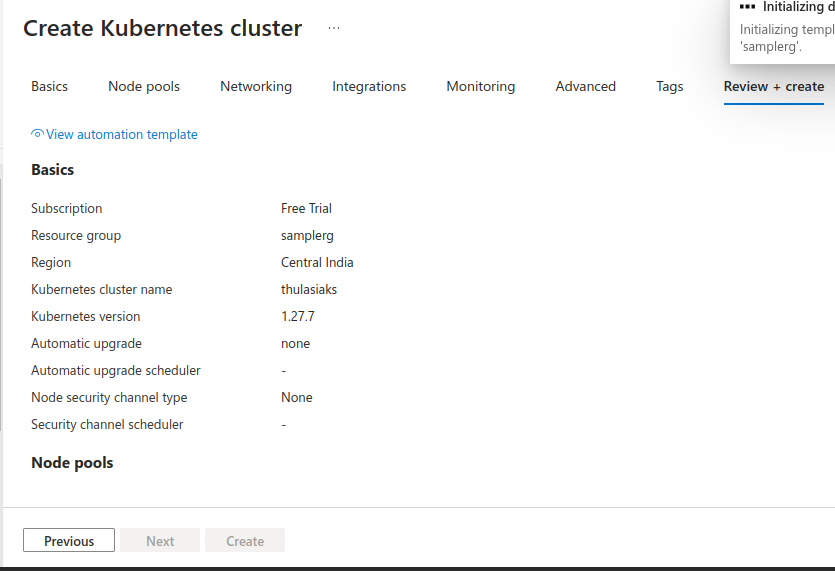 Create Kubernetes cluster ...
Initializing d
Initializing templ
'samplerg'.
Basics Node pools Networking Integrations Monitoring Advanced Tags Review + create
View automation template
Basics
Subscription Free Trial
Resource group samplerg
Region Central India
Kubernetes cluster name thulasiaks
Kubernetes version 1.27.7
Automatic upgrade none
Automatic upgrade scheduler -
Node security channel type None
Security channel scheduler -
Node pools
Previous Next Create